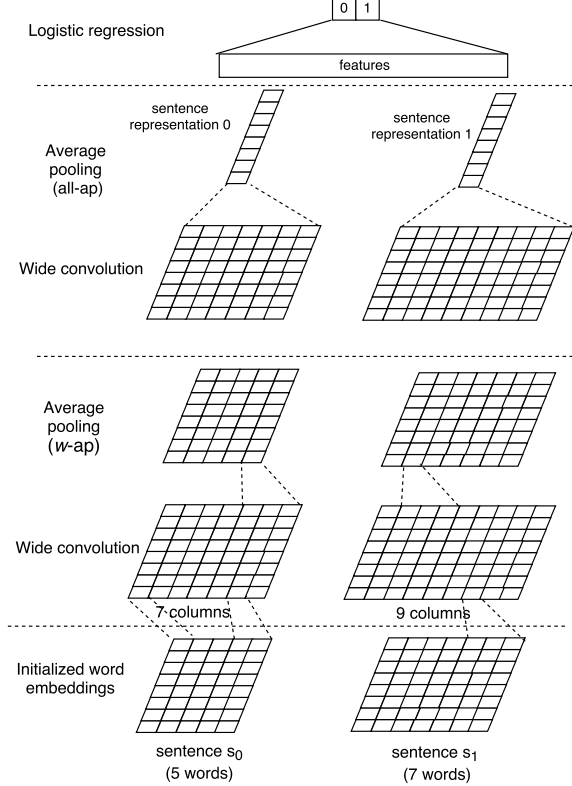 0 1
Logistic regression
features
sentence
representation 0
sentence
representation 1
Average
pooling
(all-ap)
Wide convolution
Average
pooling
(w-ap)
Wide convolution
7 columns
9 columns
Initialized word
embeddings
sentence s0
(5 words)
sentence s1
(7 words)